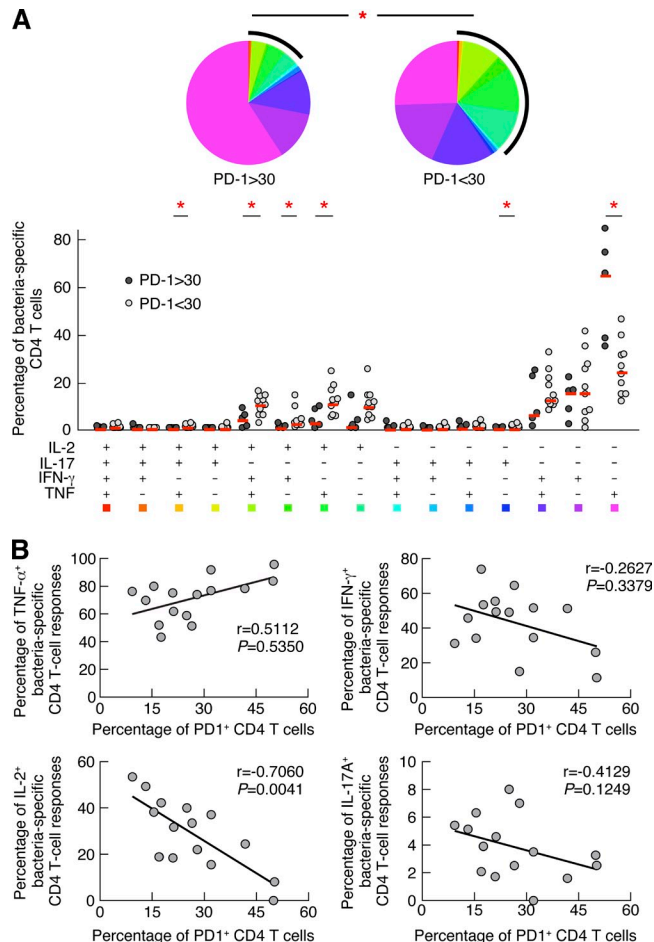 A
*
PD-1>30
PD-1<30
* * * * * *
Percentage of bacteria-specific
CD4 T cells
80
60
40
20
0
PD-1>30
PD-1<30
IL-2 + + + + + + + + – – – – – – –
IL-17 + + + + – – – – + + + + – – –
IFN-γ + + – – + + – – + + – – + + –
TNF + – + – + – + – + – + – + – +
B
Percentage of TNF-α+
bacteria-specific
CD4 T-cell responses
100
80
60
40
20
0
r=0.5112
P=0.5350
0 15 30 45 60
Percentage of PD1+ CD4 T cells
Percentage of IFN-γ+
bacteria-specific
CD4 T-cell responses
80
60
40
20
0
r=-0.2627
P=0.3379
0 15 30 45 60
Percentage of PD1+ CD4 T cells
Percentage of IL-2+
bacteria-specific
CD4 T-cell responses
60
40
20
0
r=-0.7060
P=0.0041
0 15 30 45 60
Percentage of PD1+ CD4 T cells
Percentage of IL-17A+
bacteria-specific
CD4 T-cell responses
10
8
6
4
2
0
r=-0.4129
P=0.1249
0 15 30 45 60
Percentage of PD1+ CD4 T cells